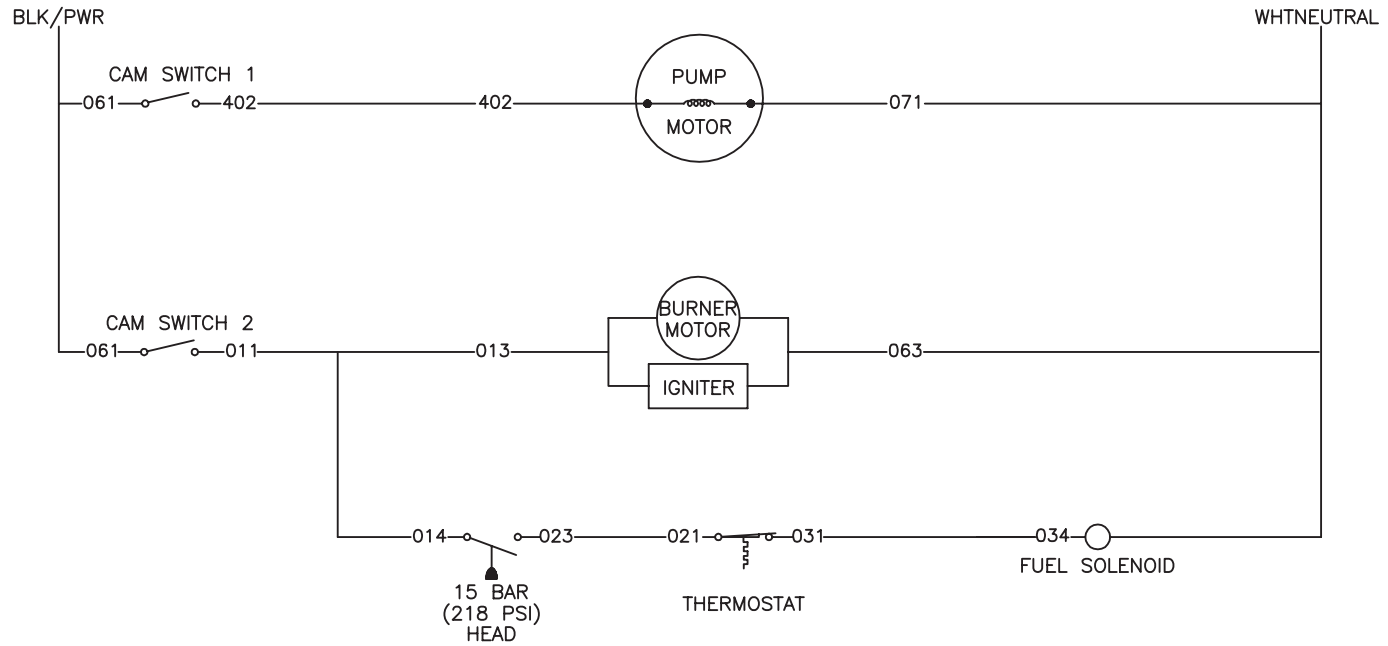 BLK/PWR
WHTNEUTRAL
CAM SWITCH 1
PUMP
061
402
402
071
MOTOR
CAM SWITCH 2
BURNER
MOTOR
061
011
013
063
IGNITER
014
023
021
031
034
FUEL SOLENOID
15 BAR
(218 PSI)
HEAD
THERMOSTAT